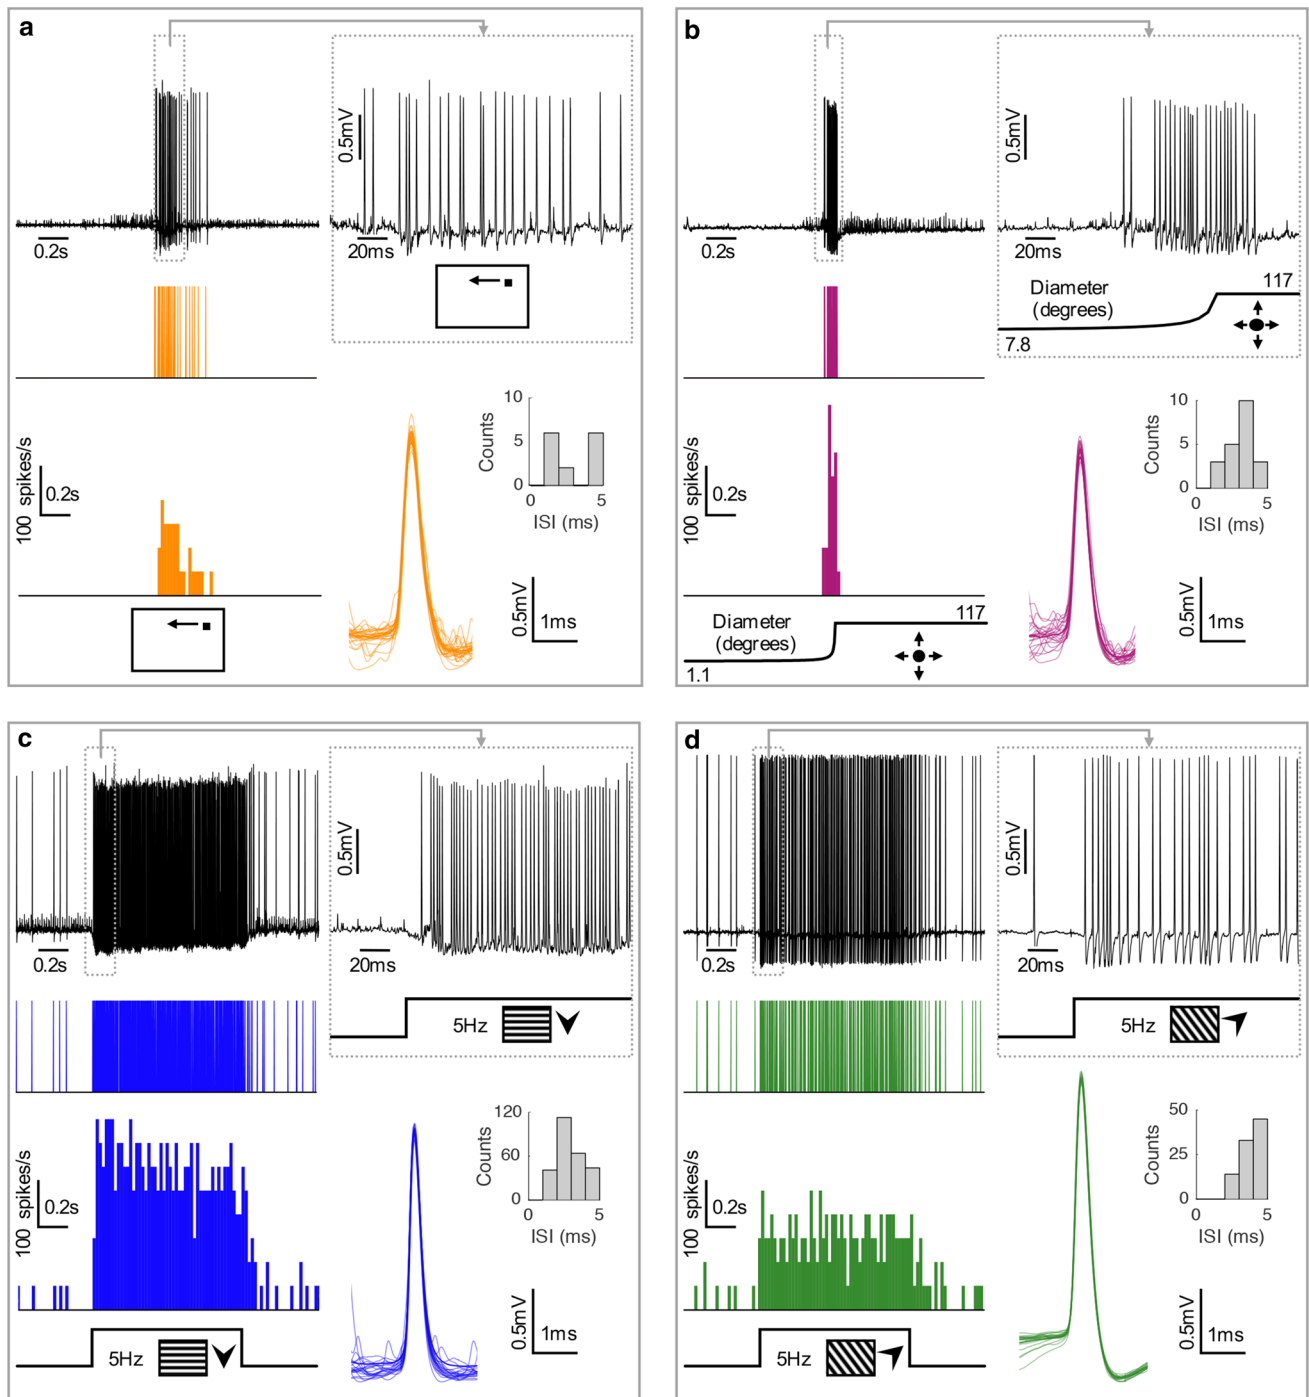 a
0.5mV
0.2s
20ms
100 spikes/s
0.2s
10
5
0
Counts
0
5
ISI (ms)
0.5mV
1ms
b
0.5mV
0.2s
20ms
Diameter
(degrees)
117
7.8
100 spikes/s
0.2s
10
5
0
Counts
0
5
ISI (ms)
Diameter
(degrees)
117
1.1
0.5mV
1ms
c
0.5mV
0.2s
20ms
5Hz
100 spikes/s
0.2s
120
60
0
Counts
0
5
ISI (ms)
5Hz
0.5mV
1ms
d
0.5mV
0.2s
20ms
5Hz
100 spikes/s
0.2s
50
25
0
Counts
0
5
ISI (ms)
5Hz
0.5mV
1ms